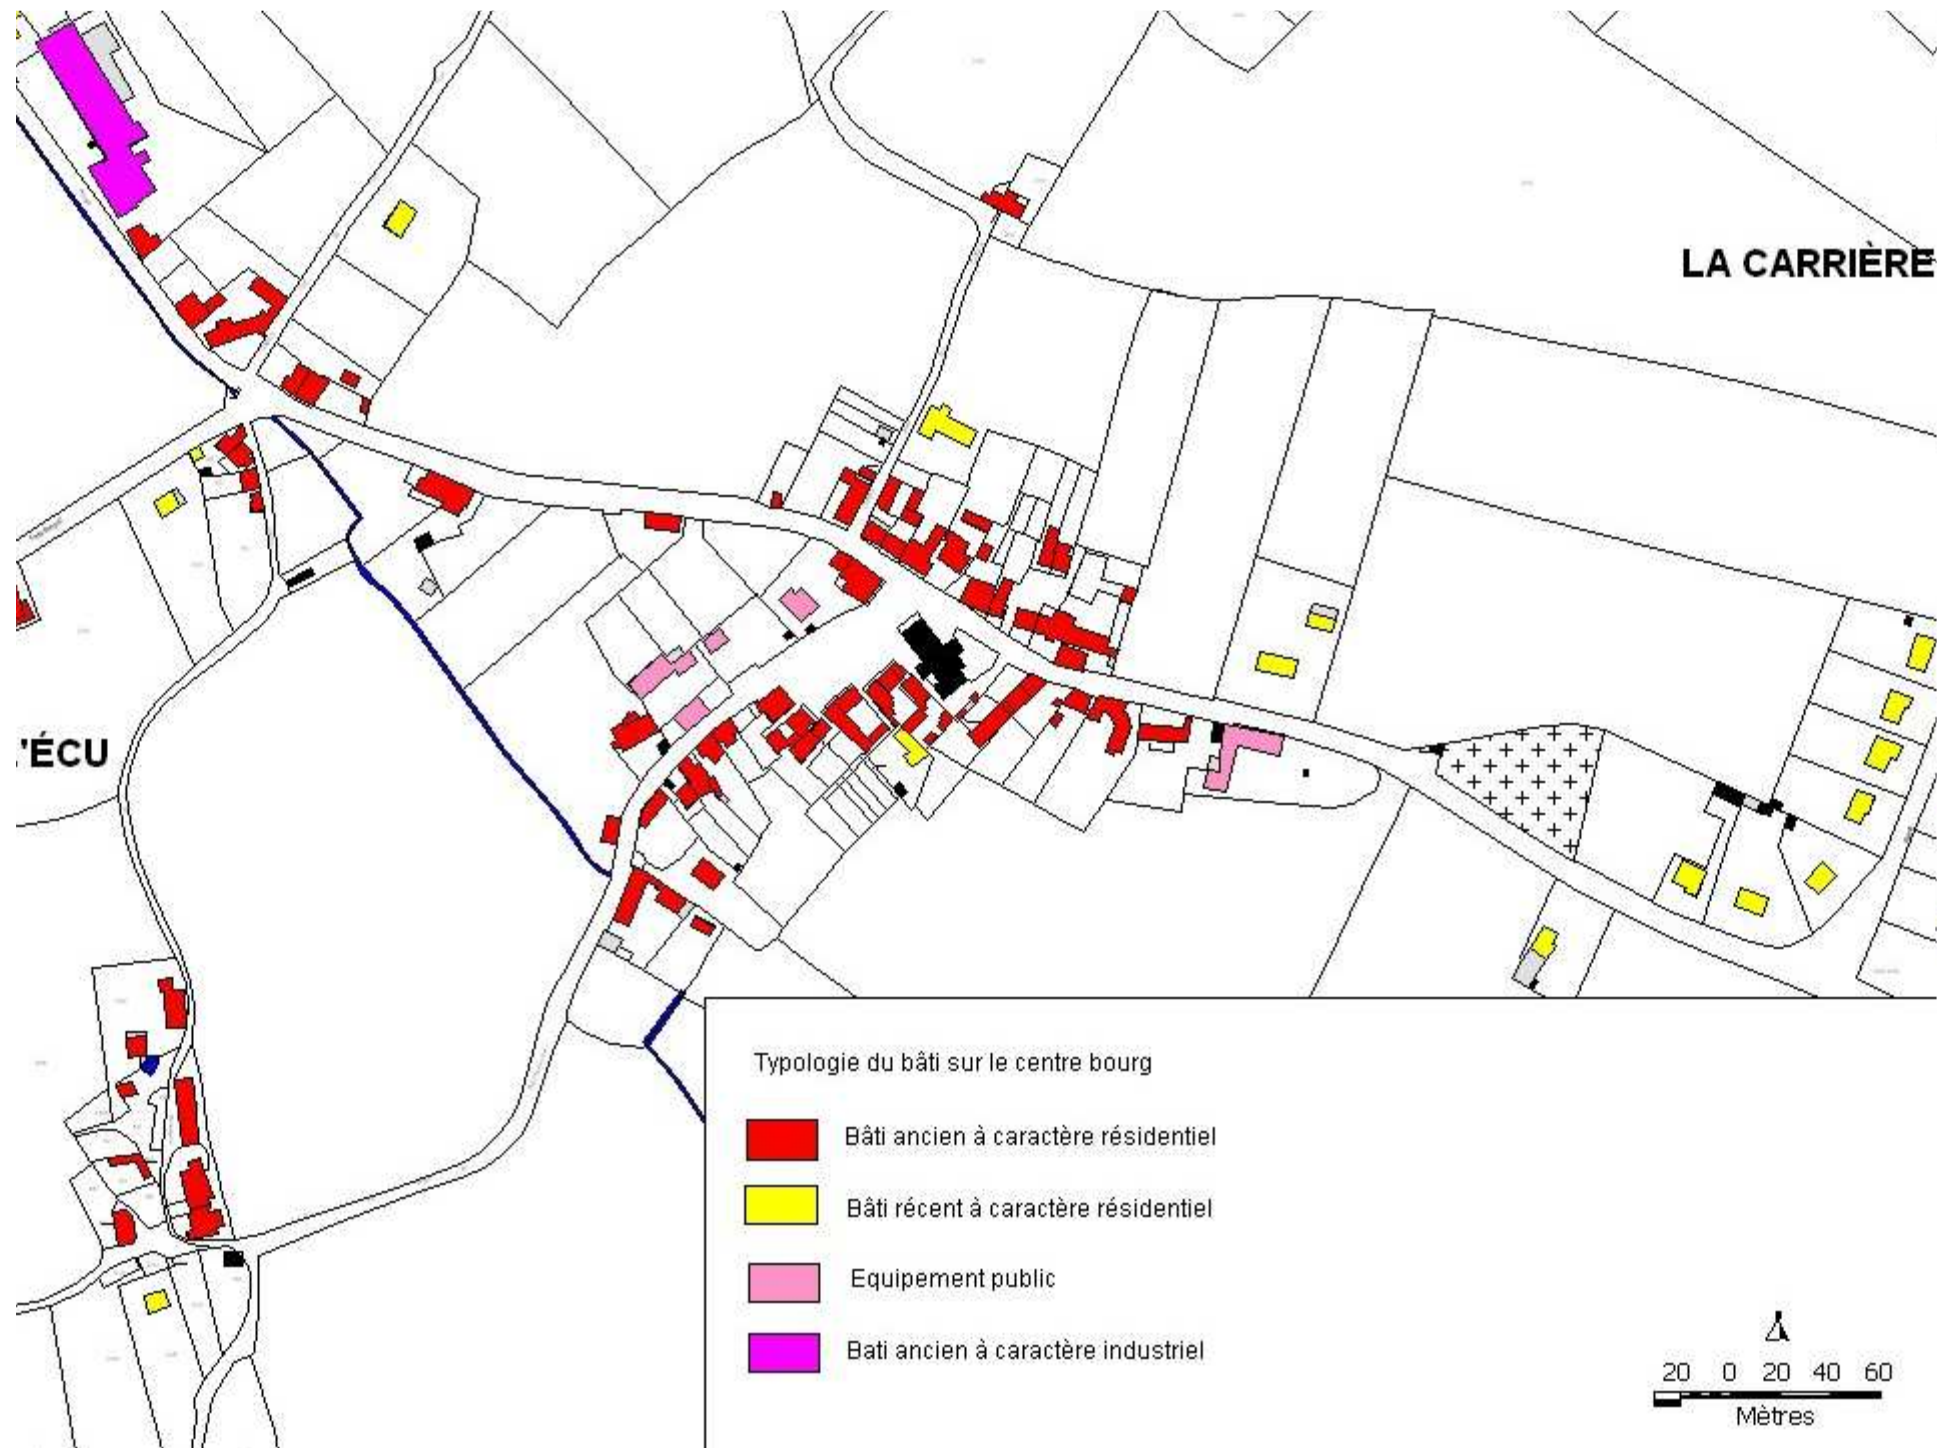 LA CARRIÈRE
'ÉCU
Typologie du bâti sur le centre bourg
Bâti ancien à caractère résidentiel
Bâti récent à caractère résidentiel
Equipement public
Bati ancien à caractère industriel
20 0 20 40 60
Mètres